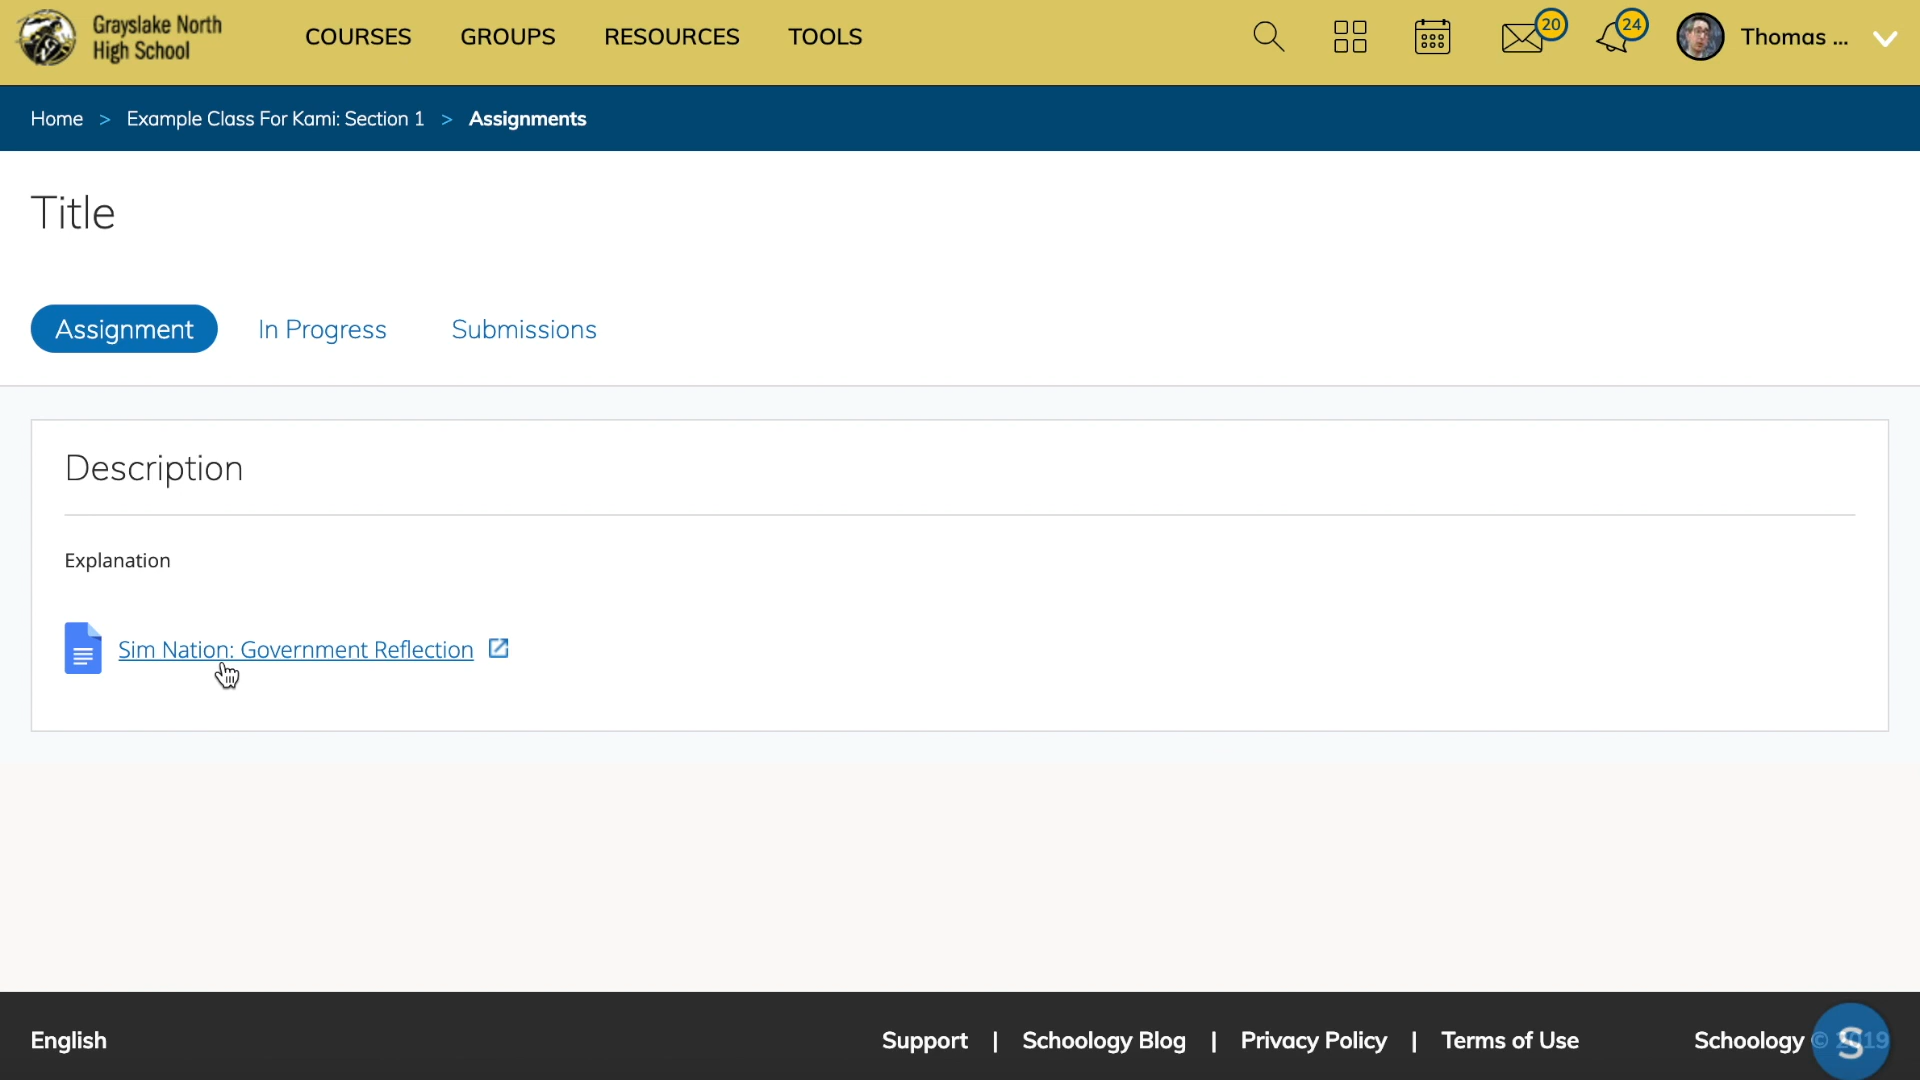 Grayslake North
High School
COURSES GROUPS RESOURCES TOOLS 20 24 Thomas ...
Home > Example Class For Kami: Section 1 > Assignments
Title
Assignment In Progress Submissions
Description
Explanation
Sim Nation: Government Reflection
English Support | Schoology Blog | Privacy Policy | Terms of Use Schoology © 2019
S